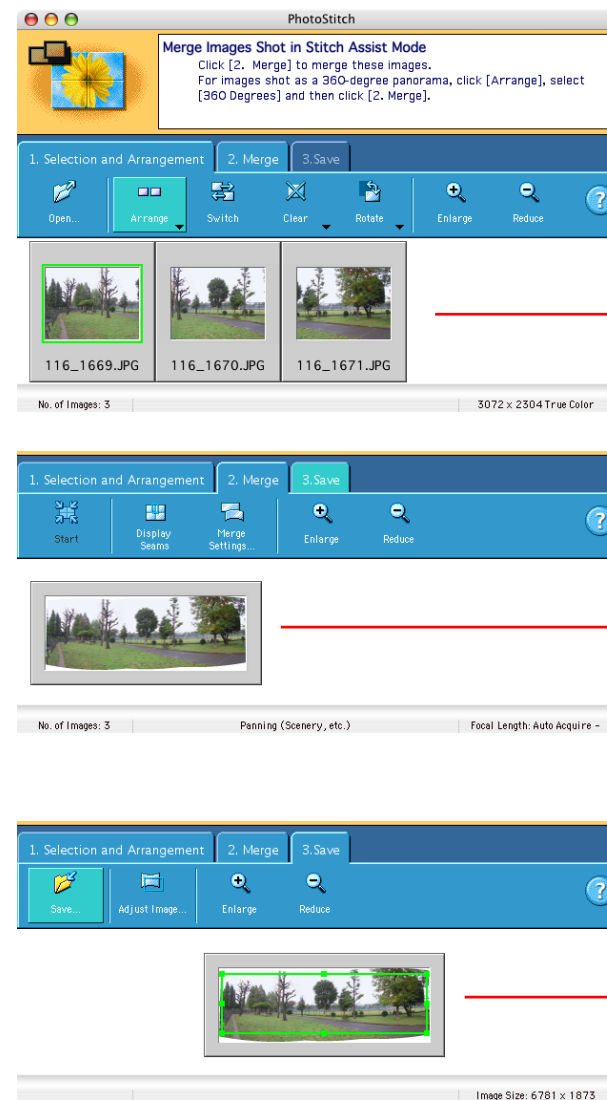 PhotoStitch
Merge Images Shot in Stitch Assist Mode
Click [2. Merge] to merge these images.
For images shot as a 360-degree panorama, click [Arrange], select
[360 Degrees] and then click [2. Merge].
1. Selection and Arrangement 2. Merge 3.Save
Open... Arrange Switch Clear Rotate Enlarge Reduce ?
116_1669.JPG 116_1670.JPG 116_1671.JPG
No. of Images: 3 3072 x 2304 True Color
1. Selection and Arrangement 2. Merge 3.Save
Start Display Seams Merge Settings... Enlarge Reduce ?
No. of Images: 3 Panning (Scenery, etc.) Focal Length: Auto Acquire -
1. Selection and Arrangement 2. Merge 3.Save
Save... Adjust Image... Enlarge Reduce ?
Image Size: 6781 x 1873